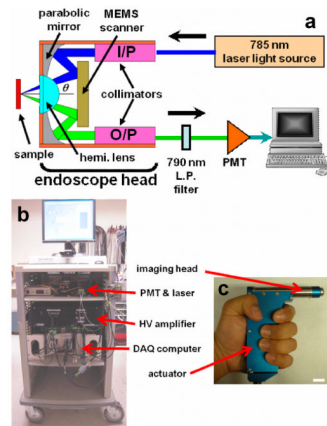 parabolic
mirror
MEMS
scanner
a
I/P
785 nm
laser light source
θ
collimators
O/P
sample
hemi. lens
790 nm
L.P.
filter
PMT
endoscope head
b
imaging head
PMT & laser
c
HV amplifier
DAQ computer
actuator